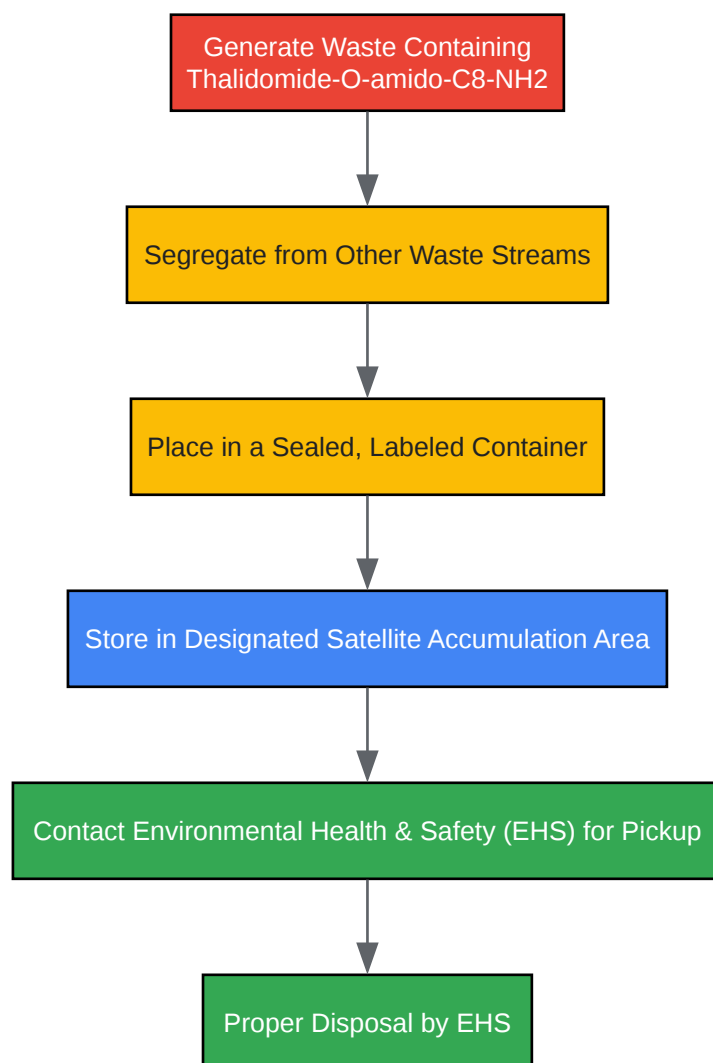 Generate Waste Containing
Thalidomide-O-amido-C8-NH2
Segregate from Other Waste Streams
Place in a Sealed, Labeled Container
Store in Designated Satellite Accumulation Area
Contact Environmental Health & Safety (EHS) for Pickup
Proper Disposal by EHS